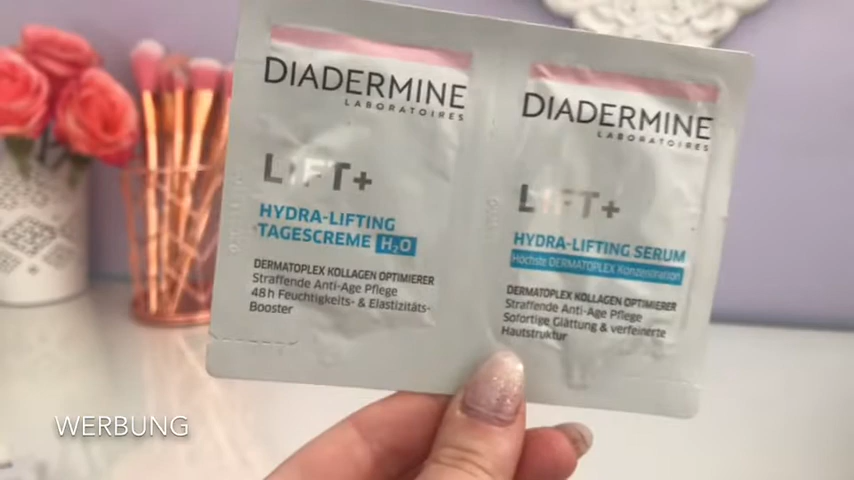 DIADERMINE
LABORATOIRES
LIFT+
HYDRA-LIFTING
TAGESCREME H₂O
DERMATOPLEX KOLLAGEN OPTIMIERER
Straffende Anti-Age Pflege
48h Feuchtigkeits- & Elastizitäts-
Booster
DIADERMINE
LABORATOIRES
LIFT+
HYDRA-LIFTING SERUM
Höchste DERMATOPLEX Konzentration
DERMATOPLEX KOLLAGEN OPTIMIERER
Straffende Anti-Age Pflege
Sofortige Glättung & verfeinerte
Hautstruktur
WERBUNG